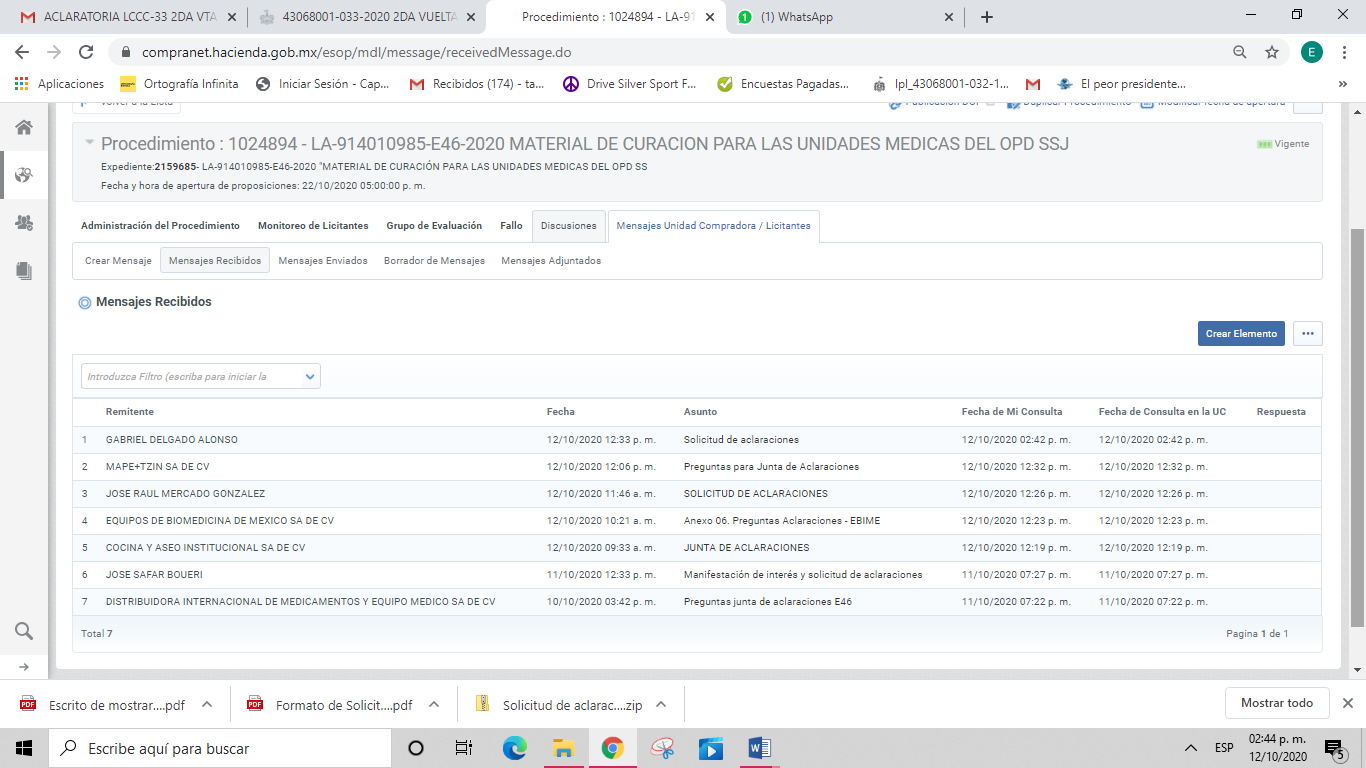 ACLARATORIA LCCC-33 2DA VTA
43068001-033-2020 2DA VUELTA
Procedimiento : 1024894 - LA-91
(1) WhatsApp
compranet.hacienda.gob.mx/esop/mdl/message/receivedMessage.do
E
Aplicaciones
Ortografía Infinita
Iniciar Sesión - Cap...
Recibidos (174) - ta...
Drive Silver Sport F...
Encuestas Pagadas...
lpl_43068001-032-1...
El peor presidente...
Volver a la Lista
Publicación DOF
Duplicar Procedimiento
Modificar fecha de apertura
Procedimiento : 1024894 - LA-914010985-E46-2020 MATERIAL DE CURACION PARA LAS UNIDADES MEDICAS DEL OPD SSJ
Vigente
Expediente:2159685- LA-914010985-E46-2020 "MATERIAL DE CURACIÓN PARA LAS UNIDADES MEDICAS DEL OPD SS
Fecha y hora de apertura de proposiciones: 22/10/2020 05:00:00 p. m.
Administración del Procedimiento
Monitoreo de Licitantes
Grupo de Evaluación
Fallo
Discusiones
Mensajes Unidad Compradora / Licitantes
Crear Mensaje
Mensajes Recibidos
Mensajes Enviados
Borrador de Mensajes
Mensajes Adjuntados
Mensajes Recibidos
Crear Elemento
Introduzca Filtro (escriba para iniciar la
Remitente Fecha Asunto Fecha de Mi Consulta Fecha de Consulta en la UC Respuesta
1 GABRIEL DELGADO ALONSO 12/10/2020 12:33 p. m. Solicitud de aclaraciones 12/10/2020 02:42 p. m. 12/10/2020 02:42 p. m.
2 MAPE+TZIN SA DE CV 12/10/2020 12:06 p. m. Preguntas para Junta de Aclaraciones 12/10/2020 12:32 p. m. 12/10/2020 12:32 p. m.
3 JOSE RAUL MERCADO GONZALEZ 12/10/2020 11:46 a. m. SOLICITUD DE ACLARACIONES 12/10/2020 12:26 p. m. 12/10/2020 12:26 p. m.
4 EQUIPOS DE BIOMEDICINA DE MEXICO SA DE CV 12/10/2020 10:21 a. m. Anexo 06. Preguntas Aclaraciones - EBIME 12/10/2020 12:23 p. m. 12/10/2020 12:23 p. m.
5 COCINA Y ASEO INSTITUCIONAL SA DE CV 12/10/2020 09:33 a. m. JUNTA DE ACLARACIONES 12/10/2020 12:19 p. m. 12/10/2020 12:19 p. m.
6 JOSE SAFAR BOUERI 11/10/2020 12:33 p. m. Manifestación de interés y solicitud de aclaraciones 11/10/2020 07:27 p. m. 11/10/2020 07:27 p. m.
7 DISTRIBUIDORA INTERNACIONAL DE MEDICAMENTOS Y EQUIPO MEDICO SA DE CV 10/10/2020 03:42 p. m. Preguntas junta de aclaraciones E46 11/10/2020 07:22 p. m. 11/10/2020 07:22 p. m.
Total 7
Pagina 1 de 1
Escrito de mostrar....pdf
Formato de Solicit....pdf
Solicitud de aclarac....zip
Mostrar todo
Escribe aquí para buscar
ESP
02:44 p. m.
12/10/2020
5